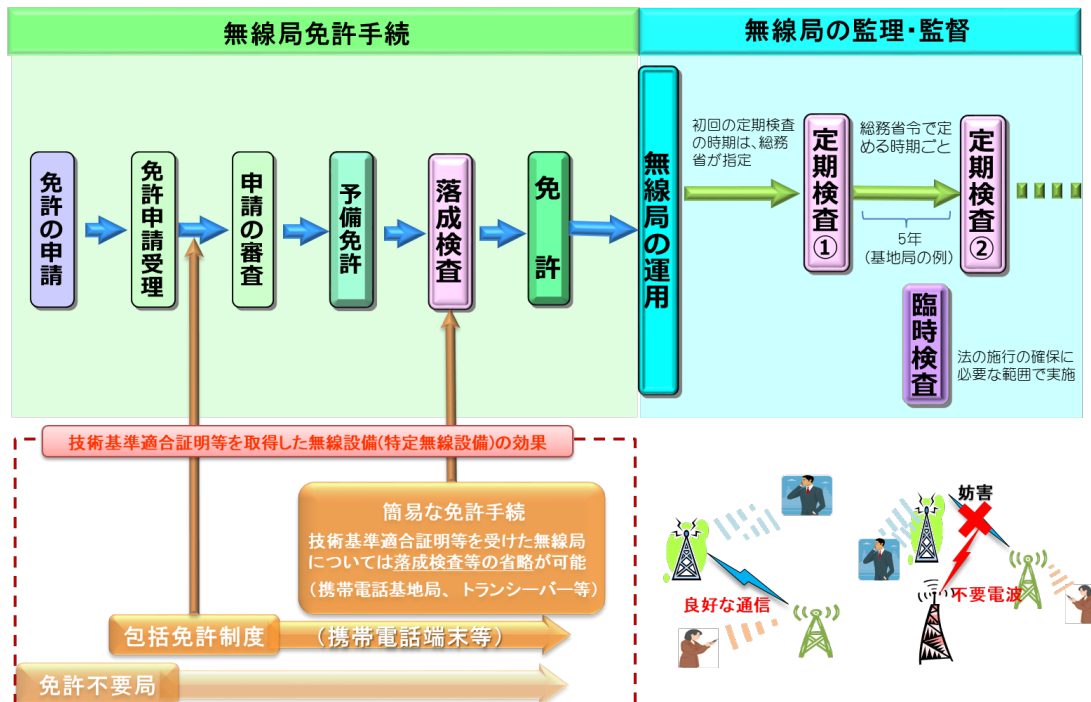 無線局免許手続
無線局の監理・監督
免許の申請
免許申請受理
申請の審査
予備免許
落成検査
免許
無線局の運用
初回の定期検査
の時期は、総務
省が指定
定期検査①
総務省令で定
める時期ごと
5年
(基地局の例)
定期検査②
臨時検査
法の施行の確保に
必要な範囲で実施
技術基準適合証明等を取得した無線設備(特定無線設備)の効果
簡易な免許手続
技術基準適合証明等を受けた無線局
については落成検査等の省略が可能
(携帯電話基地局、トランシーバー等)
包括免許制度
(携帯電話端末等)
免許不要局
良好な通信
妨害
不要電波